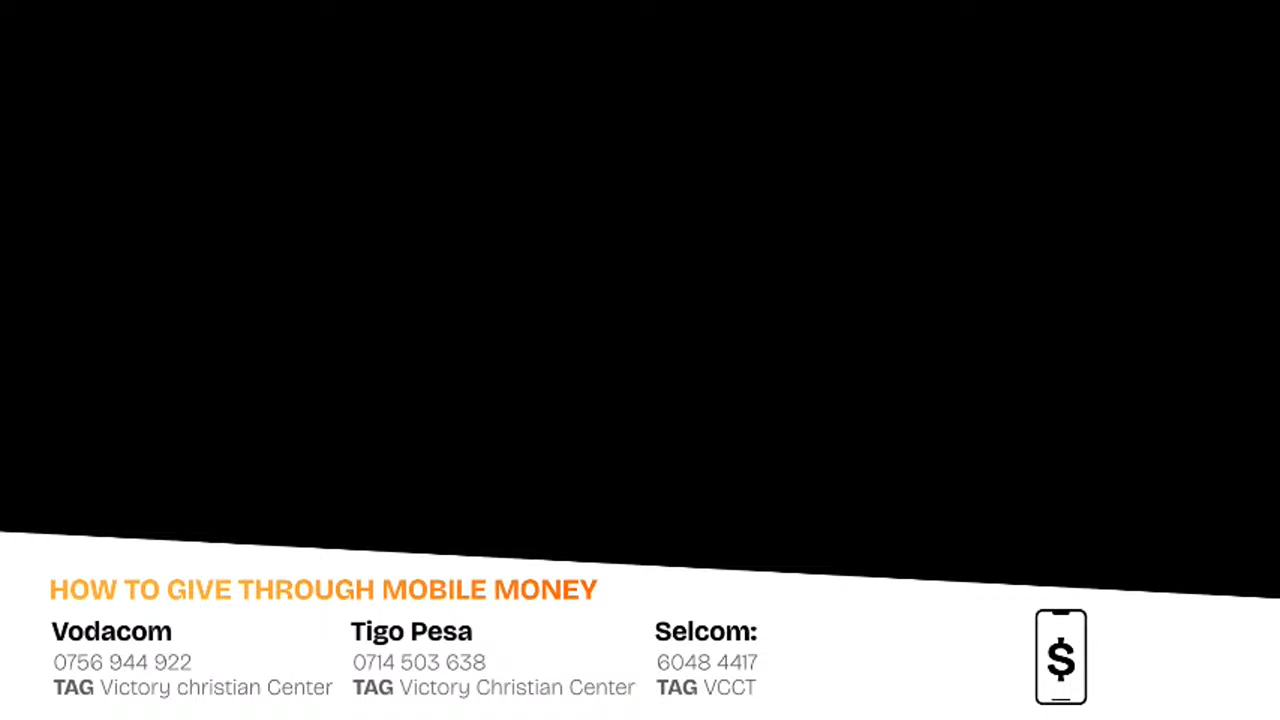 HOW TO GIVE THROUGH MOBILE MONEY
Vodacom
0756 944 922
TAG Victory christian Center
Tigo Pesa
0714 503 638
TAG Victory Christian Center
Selcom:
6048 4417
TAG VCCT
$